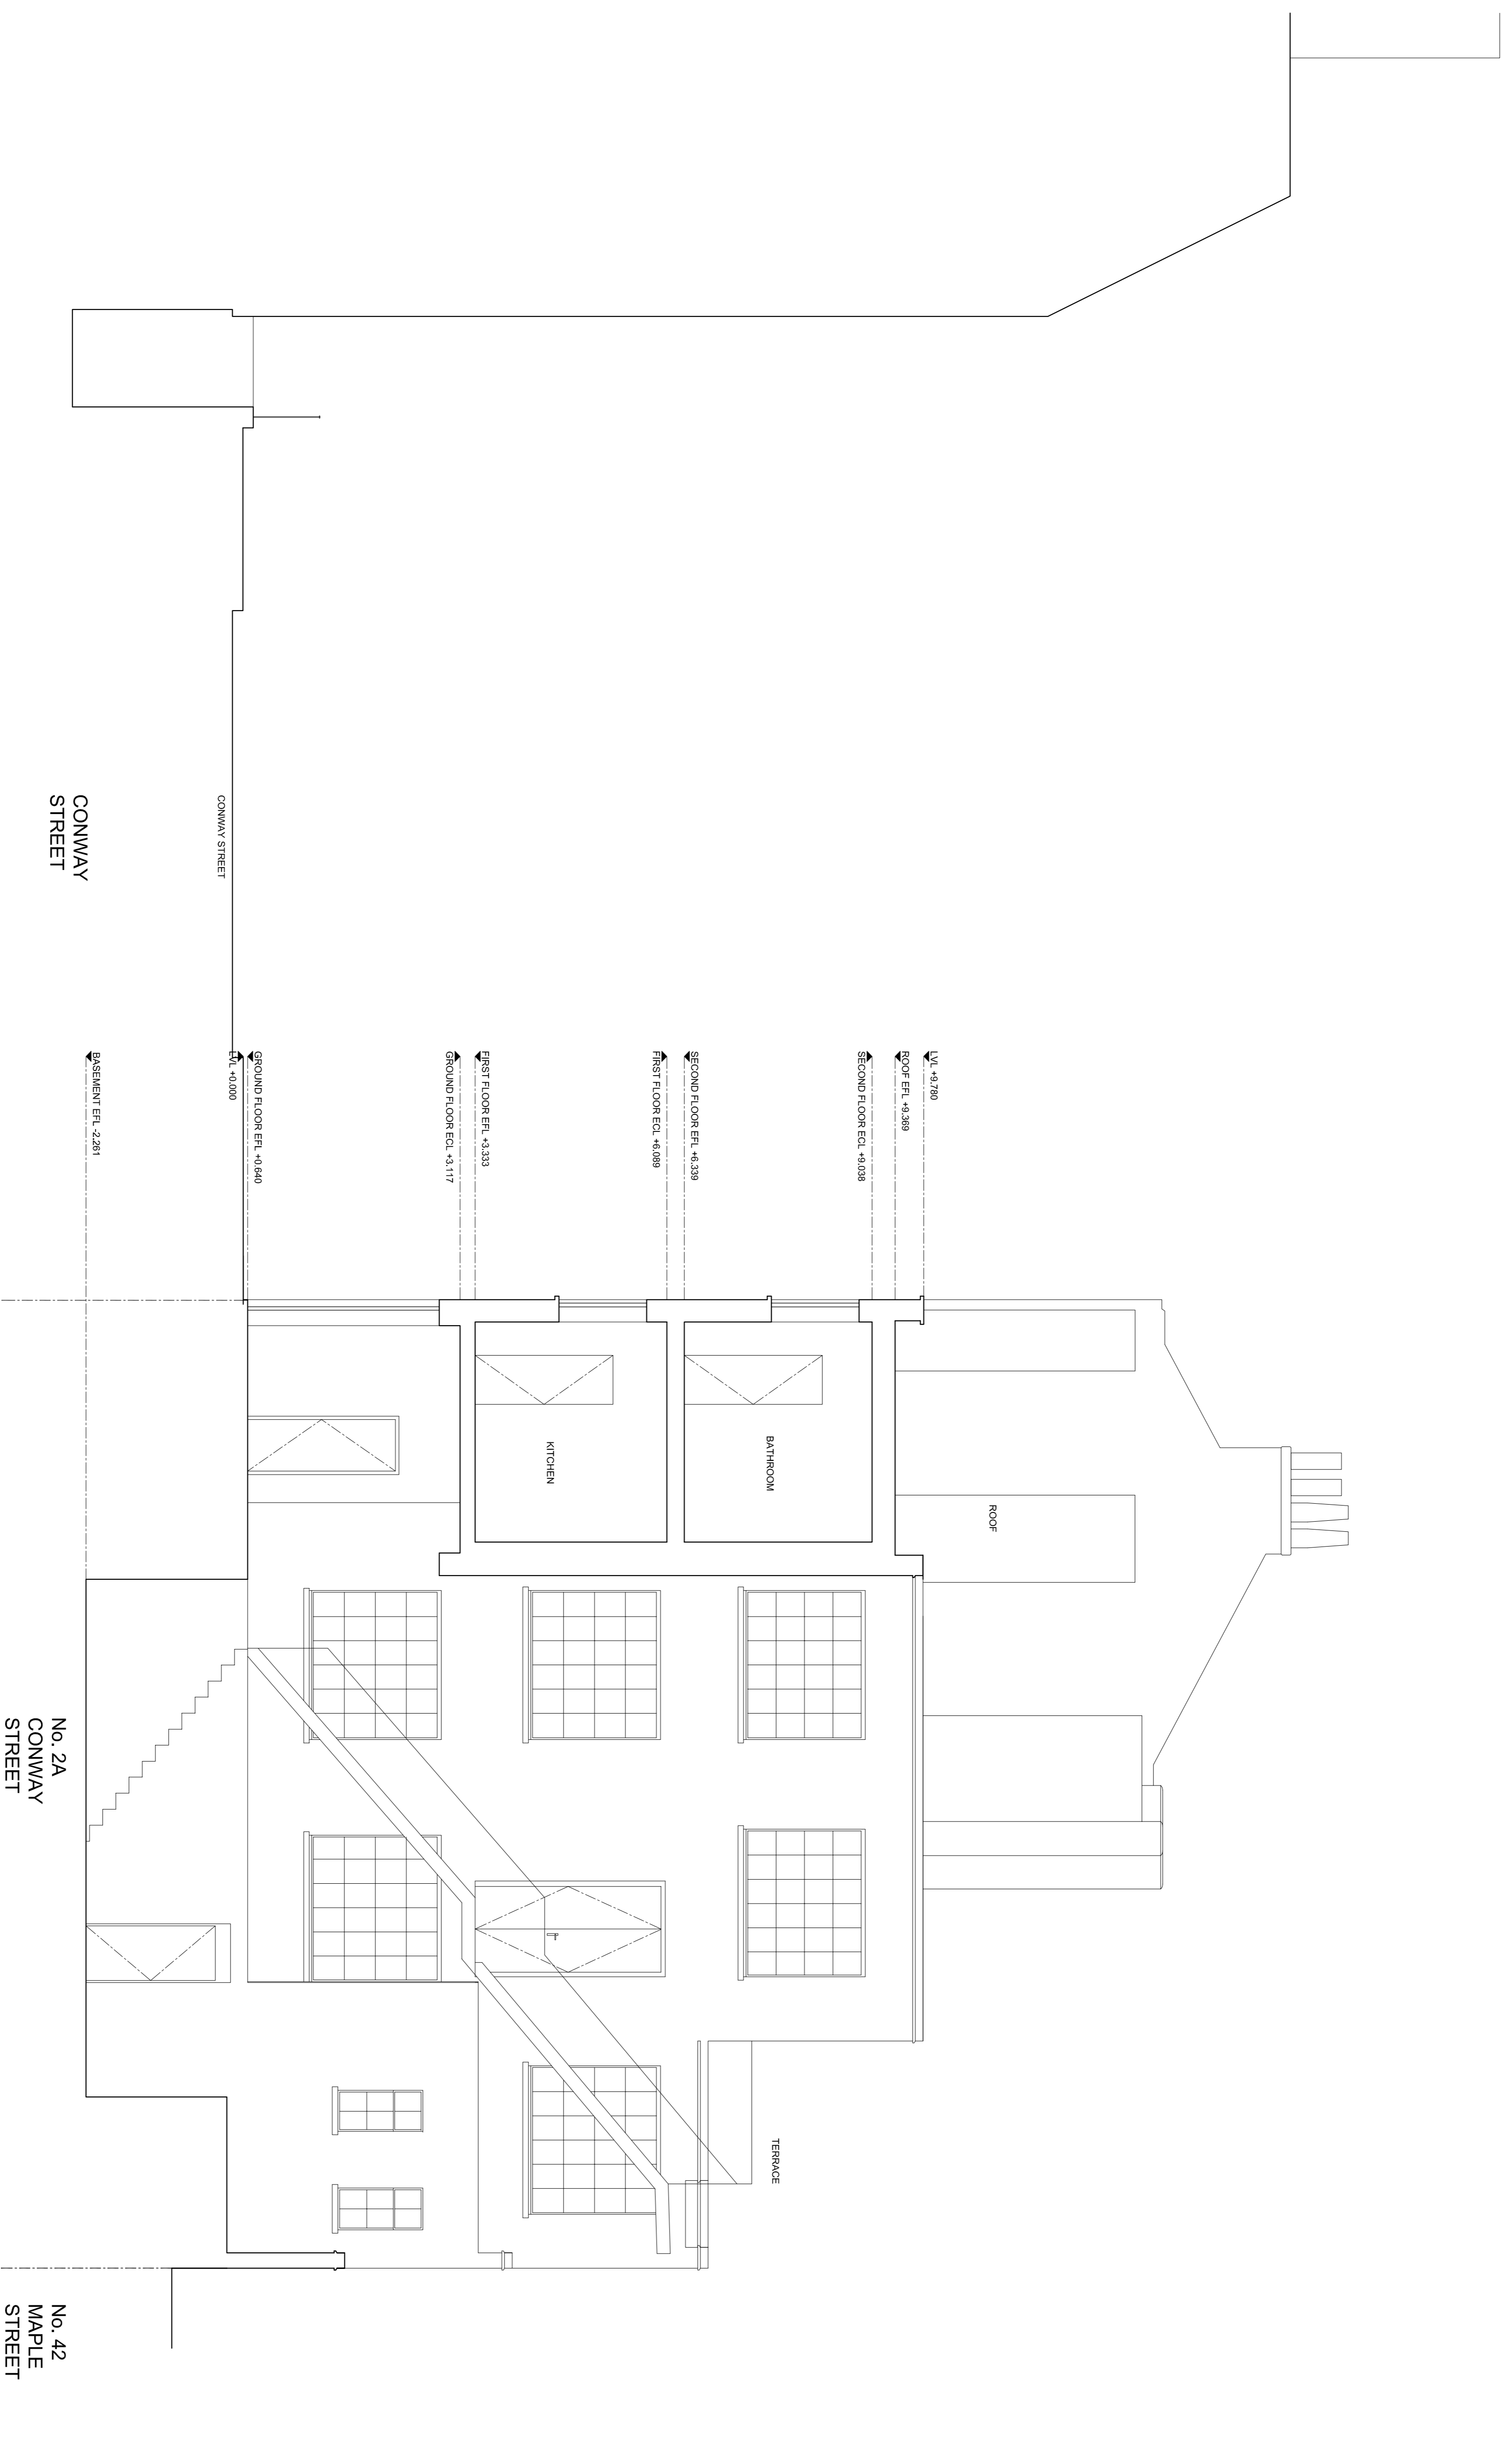 LVL +9.780
ROOF EFL +9.369
SECOND FLOOR ECL +9.038
SECOND FLOOR EFL +6.339
FIRST FLOOR ECL +6.089
FIRST FLOOR EFL +3.333
GROUND FLOOR ECL +3.117
GROUND FLOOR EFL +0.640
LVL +0.000
BASEMENT EFL -2.261
ROOF
BATHROOM
KITCHEN
TERRACE
CONWAY STREET
CONWAY
STREET
No. 2A
CONWAY
STREET
No. 42
MAPLE
STREET